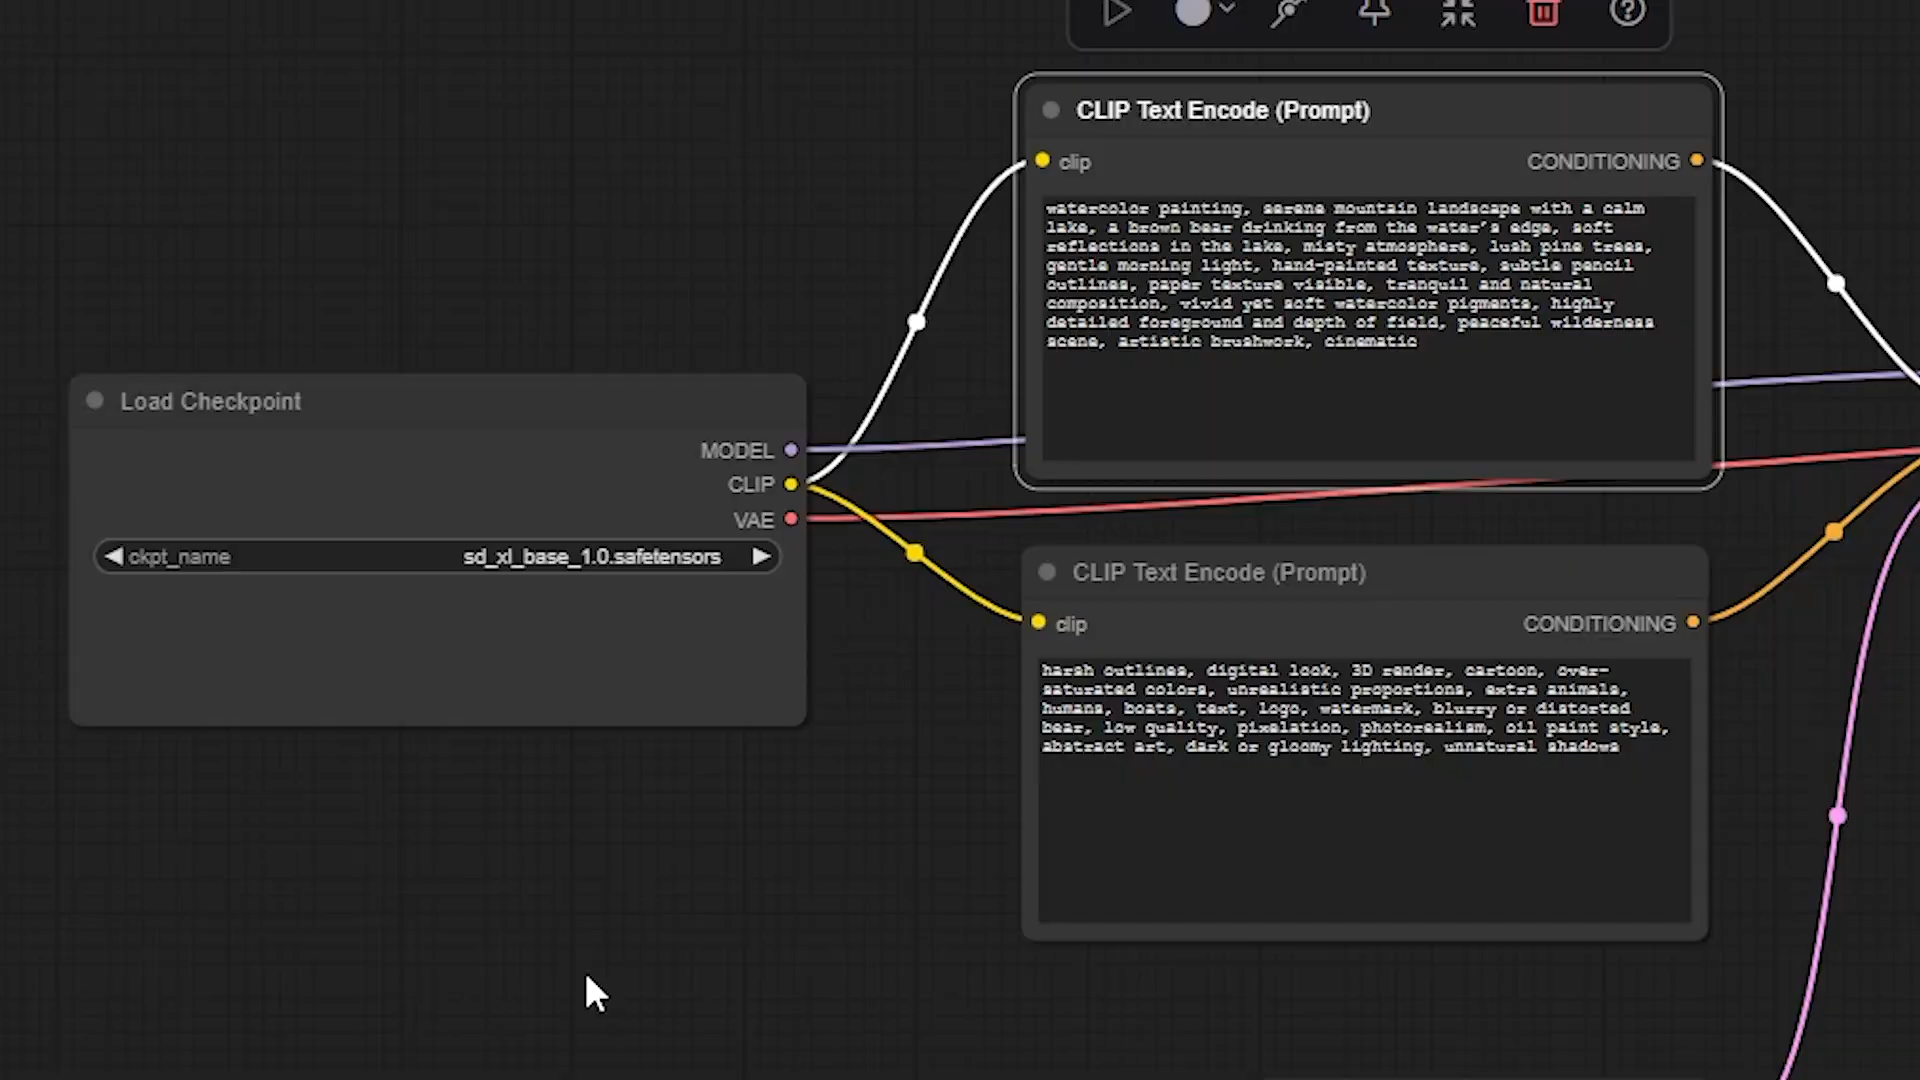 CLIP Text Encode (Prompt)
clip
CONDITIONING
watercolor painting, serene mountain landscape with a calm
lake, a brown bear drinking from the water's edge, soft
reflections in the lake, misty atmosphere, lush pine trees,
gentle morning light, hand-painted texture, subtle pencil
outlines, paper texture visible, tranquil and natural
composition, vivid yet soft watercolor pigments, highly
detailed foreground and depth of field, peaceful wilderness
scene, artistic brushwork, cinematic
Load Checkpoint
MODEL
CLIP
VAE
ckpt_name sd_xl_base_1.0.safetensors
CLIP Text Encode (Prompt)
clip
CONDITIONING
harsh outlines, digital look, 3D render, cartoon, over-
saturated colors, unrealistic proportions, extra animals,
humans, boats, text, logo, watermark, blurry or distorted
bear, low quality, pixelation, photorealism, oil paint style,
abstract art, dark or gloomy lighting, unnatural shadows